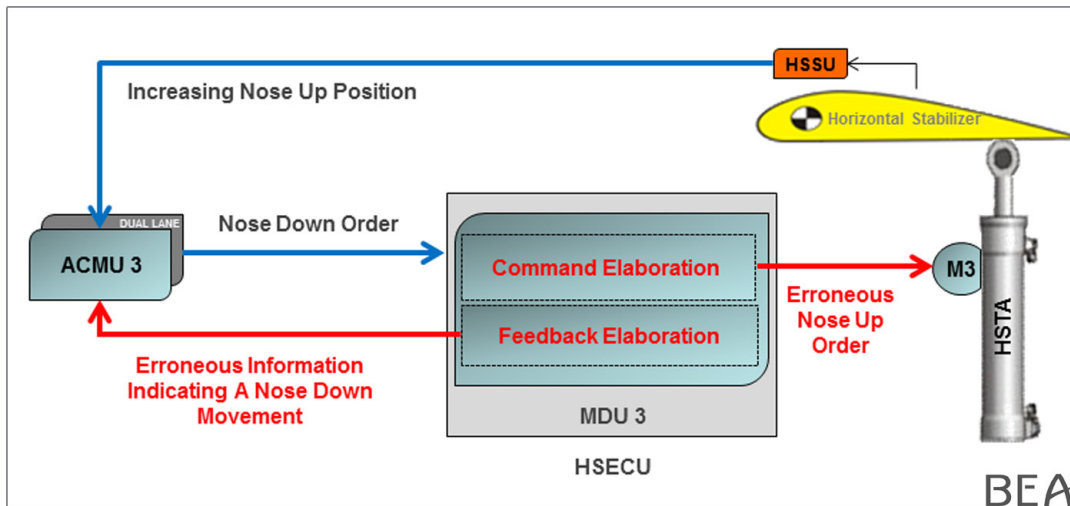 HSSU
Increasing Nose Up Position
Horizontal Stabilizer
DUAL LANE
Nose Down Order
ACMU 3
Command Elaboration
M3
Erroneous
Nose Up
Order
Feedback Elaboration
HSTA
Erroneous Information
Indicating A Nose Down
Movement
MDU 3
HSECU
BEA